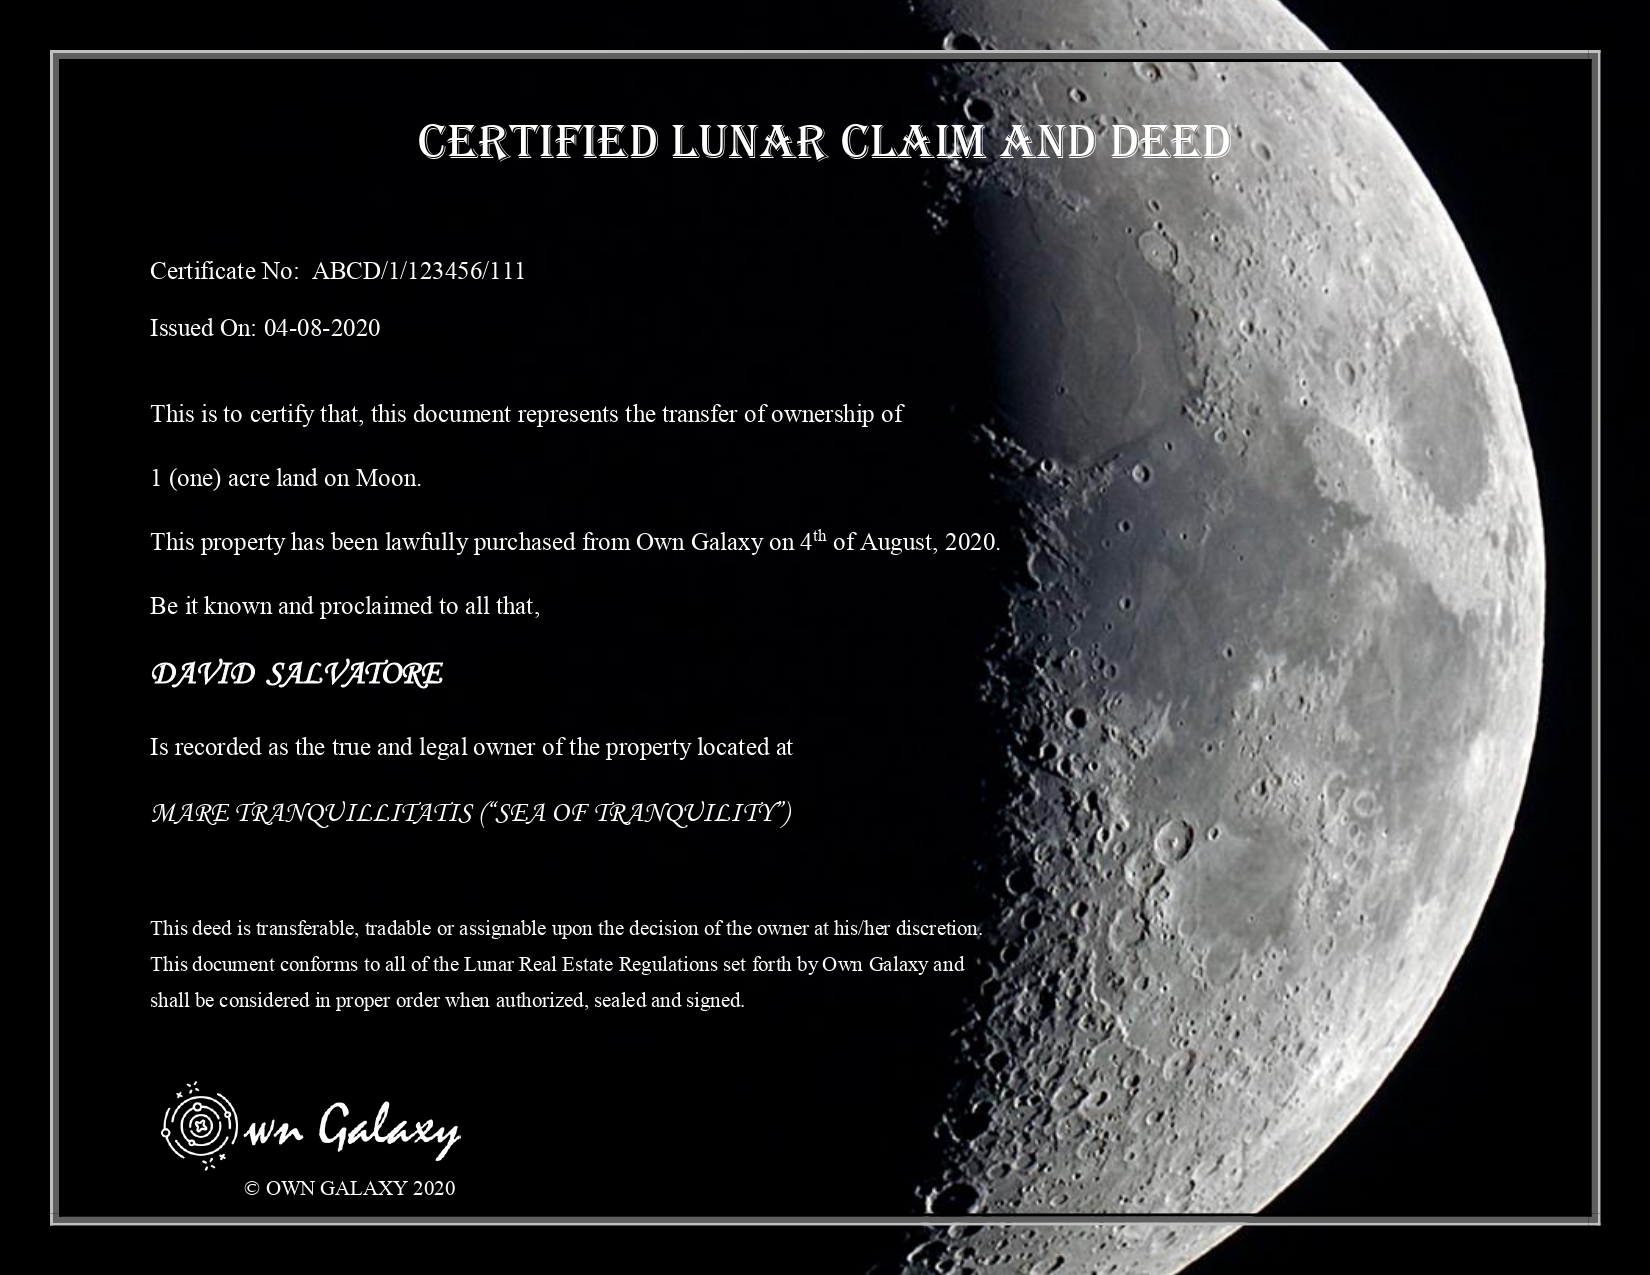 CERTIFIED LUNAR CLAIM AND DEED
Certificate No:  ABCD/1/123456/111
Issued On: 04-08-2020
This is to certify that, this document represents the transfer of ownership of
1 (one) acre land on Moon.
This property has been lawfully purchased from Own Galaxy on 4th of August, 2020.
Be it known and proclaimed to all that,
DAVID SALVATORE
Is recorded as the true and legal owner of the property located at
MARE TRANQUILLITATIS (“SEA OF TRANQUILITY”)
This deed is transferable, tradable or assignable upon the decision of the owner at his/her discretion.
This document conforms to all of the Lunar Real Estate Regulations set forth by Own Galaxy and
shall be considered in proper order when authorized, sealed and signed.
Own Galaxy
© OWN GALAXY 2020